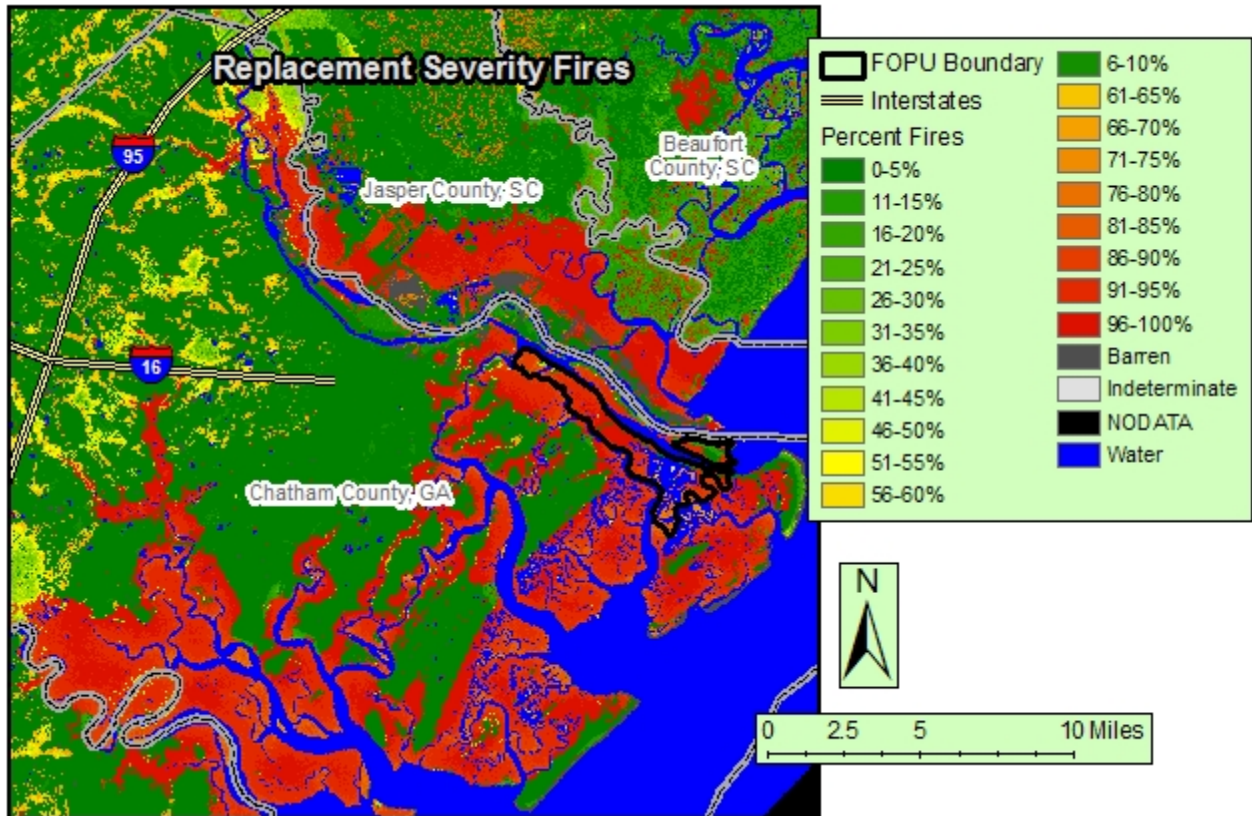 Replacement Severity Fires
95
Jasper County, SC
Beaufort
County, SC
16
Chatham County, GA
FOPU Boundary
Interstates
Percent Fires
0-5%
11-15%
16-20%
21-25%
26-30%
31-35%
36-40%
41-45%
46-50%
51-55%
56-60%
6-10%
61-65%
66-70%
71-75%
76-80%
81-85%
86-90%
91-95%
96-100%
Barren
Indeterminate
NODATA
Water
N
0 2.5 5 10 Miles